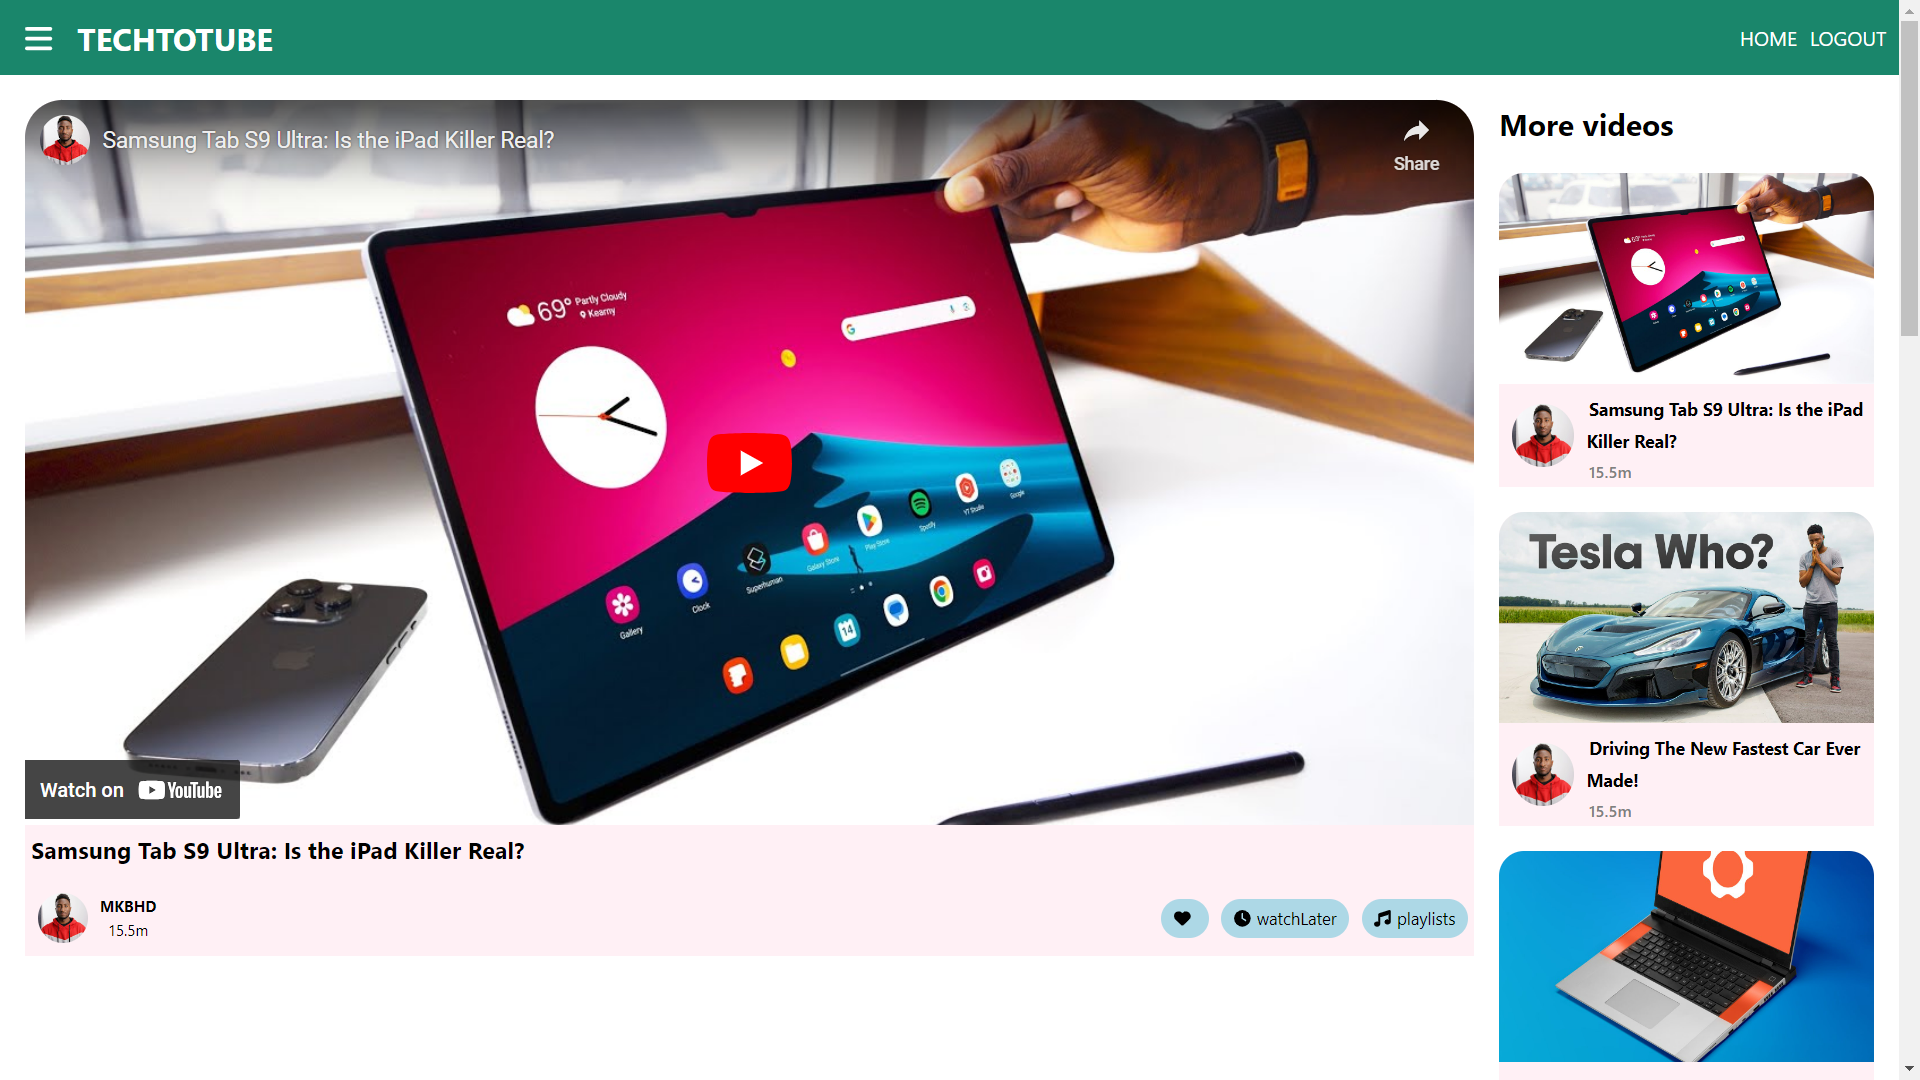 TECHTOTUBE
HOME LOGOUT
Samsung Tab S9 Ultra: Is the iPad Killer Real?
Share
69° Partly Cloudy
Kearny
Gallery
Clock
Superhuman
Galaxy Store
Play Store
Spotify
YT Studio
Google
14
Watch on YouTube
Samsung Tab S9 Ultra: Is the iPad Killer Real?
MKBHD
15.5m
watchLater
playlists
More videos
69°
Samsung Tab S9 Ultra: Is the iPad
Killer Real?
15.5m
Tesla Who?
Driving The New Fastest Car Ever
Made!
15.5m